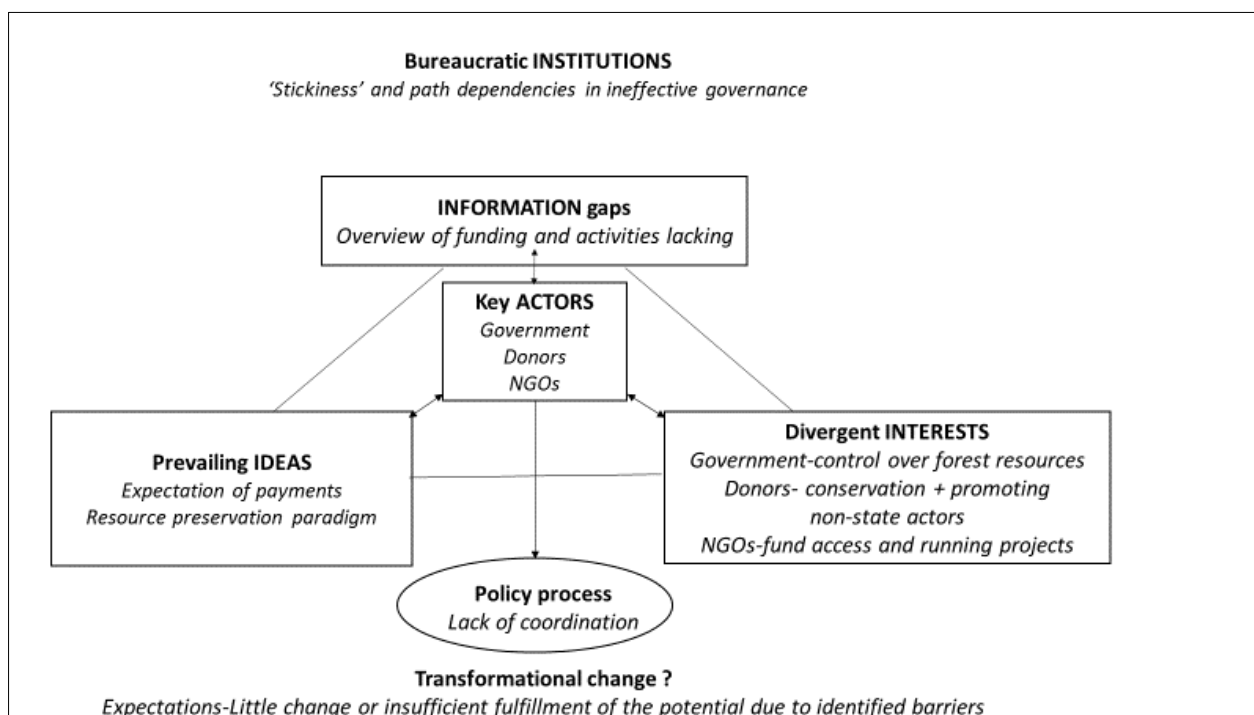 Bureaucratic INSTITUTIONS
‘Stickiness’ and path dependencies in ineffective governance
INFORMATION gaps
Overview of funding and activities lacking
Key ACTORS
Government
Donors
NGOs
Prevailing IDEAS
Expectation of payments
Resource preservation paradigm
Divergent INTERESTS
Government-control over forest resources
Donors- conservation + promoting
non-state actors
NGOs-fund access and running projects
Policy process
Lack of coordination
Transformational change ?
Expectations-Little change or insufficient fulfillment of the potential due to identified barriers